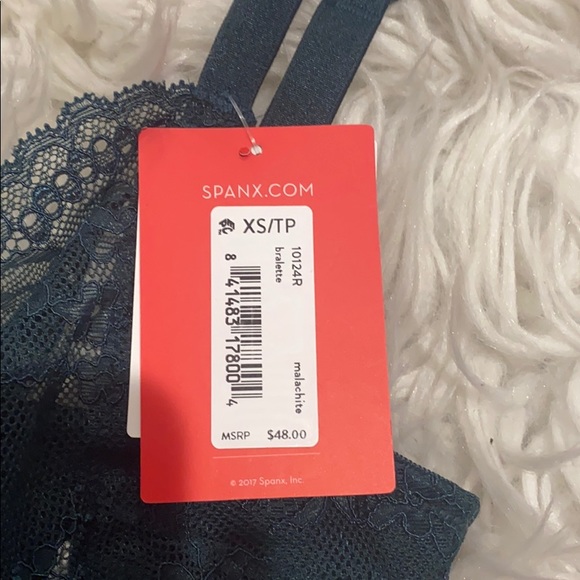 SPANX.COM
XS/TP
10124R
bralette
malachite
8 41483 17800 4
MSRP $48.00
© 2017 Spanx, Inc.